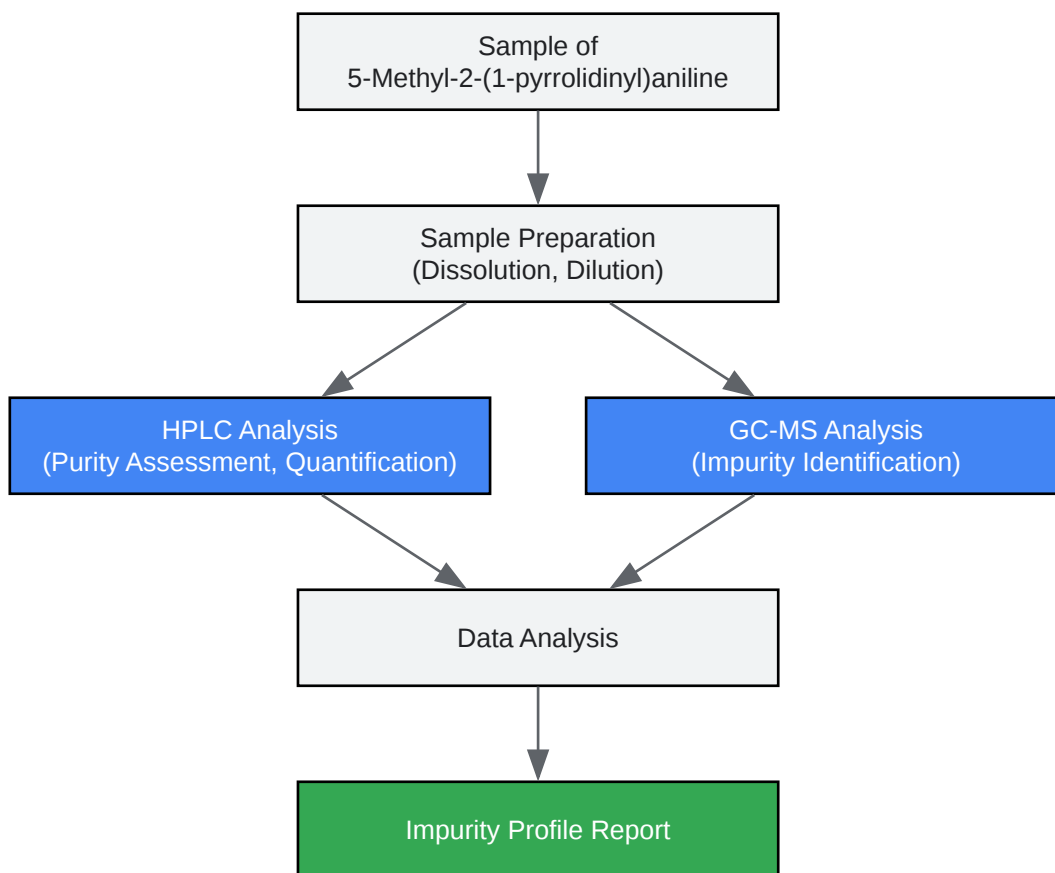 Sample of
5-Methyl-2-(1-pyrrolidinyl)aniline
Sample Preparation
(Dissolution, Dilution)
HPLC Analysis
(Purity Assessment, Quantification)
GC-MS Analysis
(Impurity Identification)
Data Analysis
Impurity Profile Report